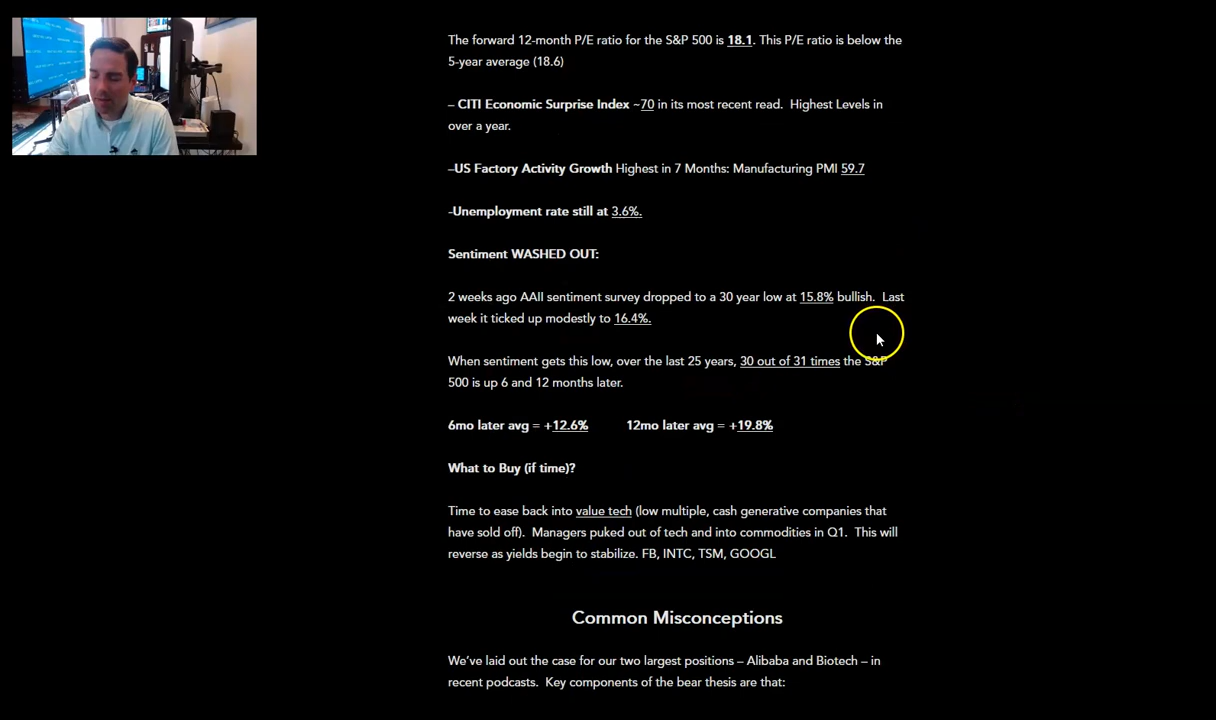 The forward 12-month P/E ratio for the S&P 500 is 18.1. This P/E ratio is below the
5-year average (18.6)
– CITI Economic Surprise Index ~70 in its most recent read. Highest Levels in
over a year.
–US Factory Activity Growth Highest in 7 Months: Manufacturing PMI 59.7
-Unemployment rate still at 3.6%.
Sentiment WASHED OUT:
2 weeks ago AAII sentiment survey dropped to a 30 year low at 15.8% bullish. Last
week it ticked up modestly to 16.4%.
When sentiment gets this low, over the last 25 years, 30 out of 31 times the S&P
500 is up 6 and 12 months later.
6mo later avg = +12.6% 12mo later avg = +19.8%
What to Buy (if time)?
Time to ease back into value tech (low multiple, cash generative companies that
have sold off). Managers puked out of tech and into commodities in Q1. This will
reverse as yields begin to stabilize. FB, INTC, TSM, GOOGL
Common Misconceptions
We've laid out the case for our two largest positions – Alibaba and Biotech – in
recent podcasts. Key components of the bear thesis are that: